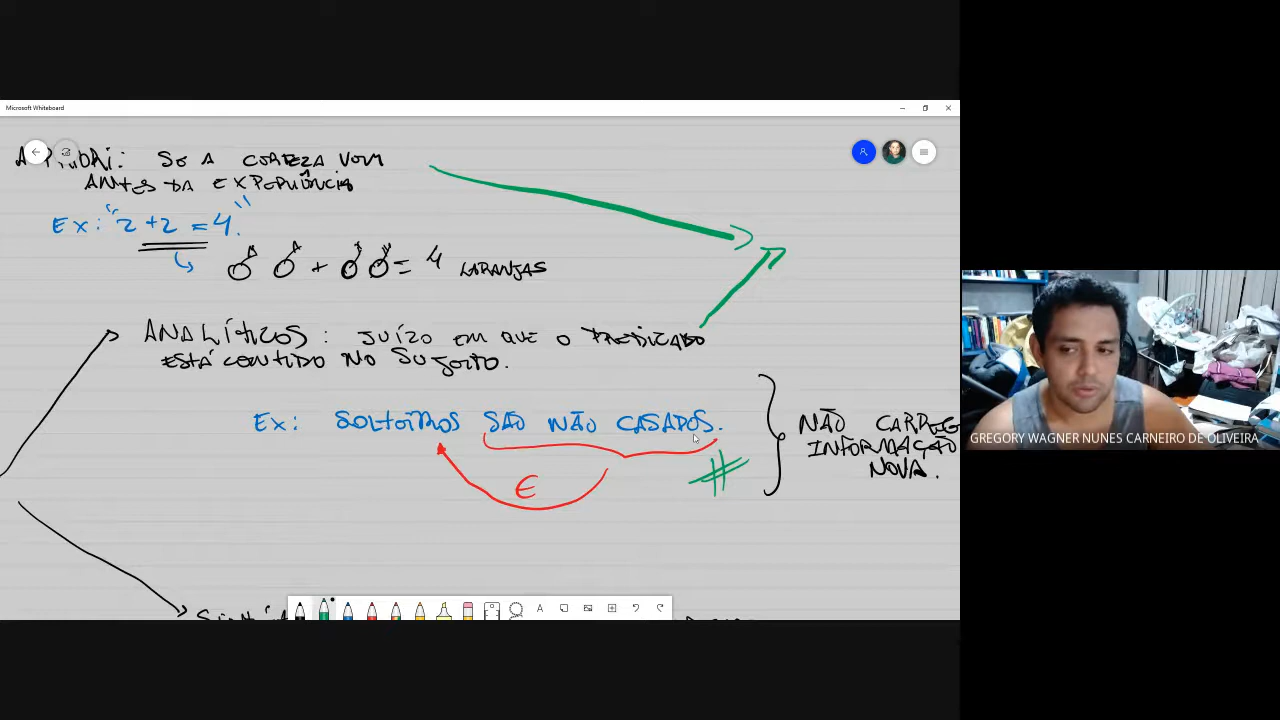 Microsoft Whiteboard
A PRIORI: SÓ A CERTEZA VEM
ANTES DA EXPERIÊNCIA
EX: "2+2=4."
+ = 4 LARANJAS
ANALÍTICOS: JUÍZO EM QUE O PREDICADO
ESTÁ CONTIDO NO SUJEITO.
EX: SOLTEIROS SÃO NÃO CASADOS.
NÃO CARREG
INFORMAÇÃO
NOVA.
GREGORY WAGNER NUNES CARNEIRO DE OLIVEIRA
E
#
A